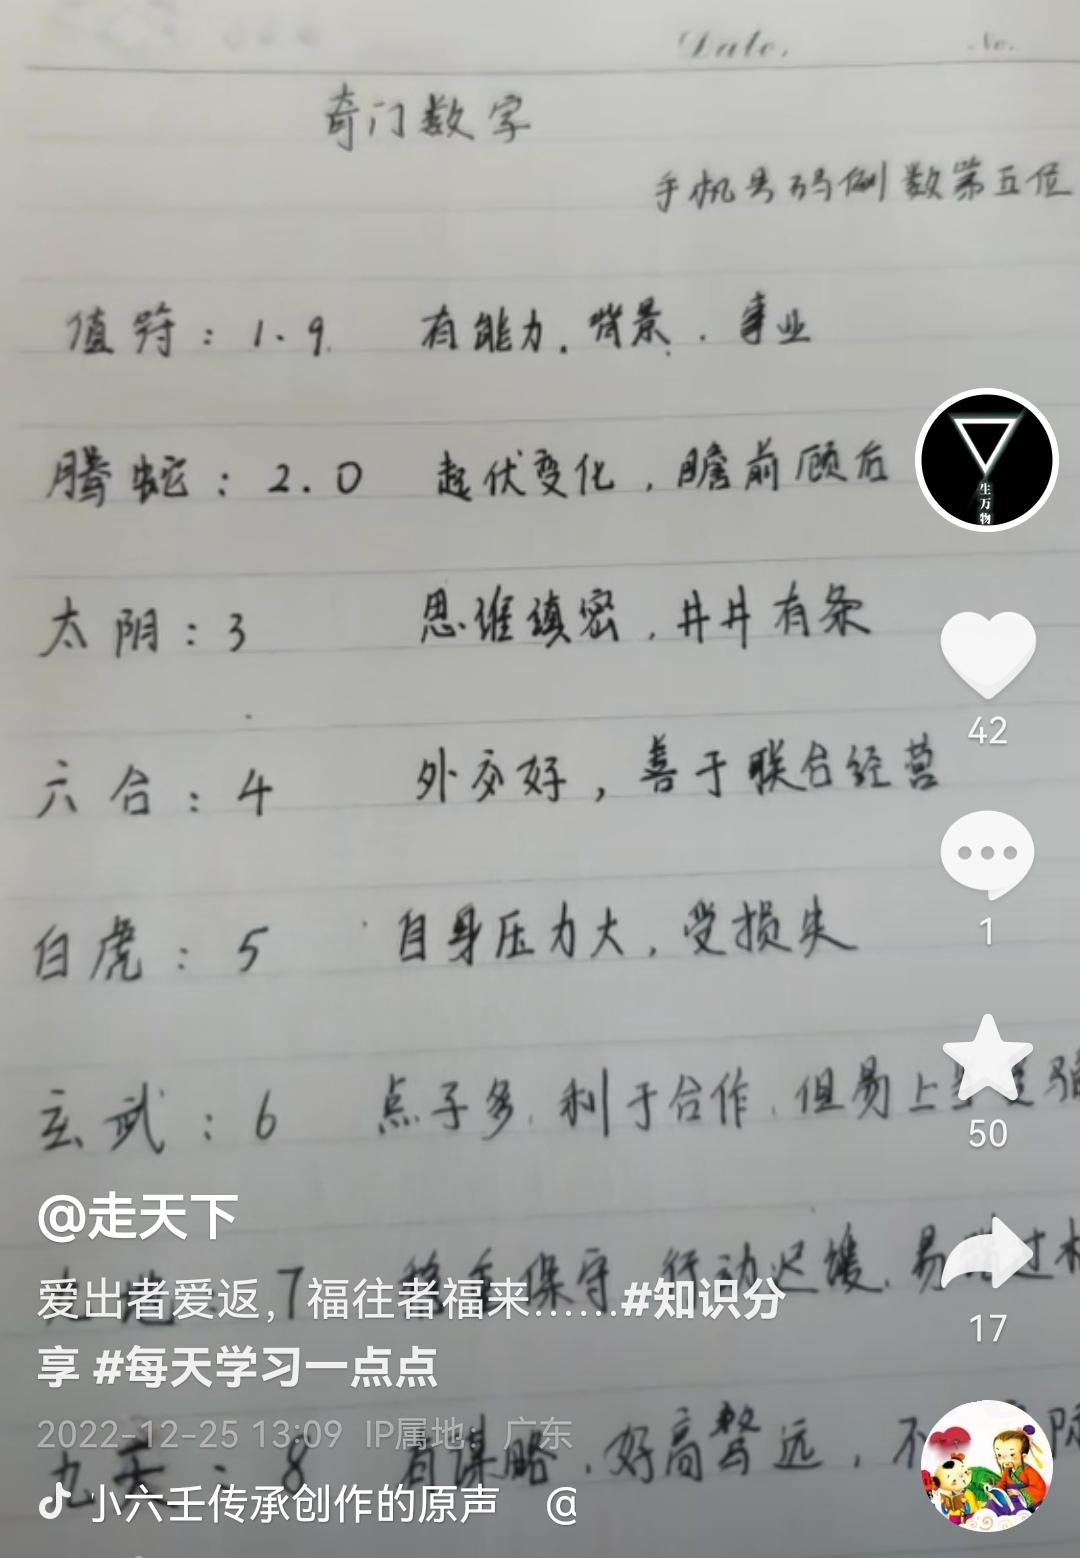 Date. No.
奇门数字
手机号码倒数第五位
值符：1.9. 有能力.背景.事业
腾蛇：2.0 起伏变化，瞻前顾后
生万物
太阴：3 思维缜密，井井有条
42
六合：4 外交好，善于联合经营
1
白虎：5 自身压力大，受损失
玄武：6 点子多，利于合作，但易上
50
@走天下
7 保守，行动迟缓，易 过
爱出者爱返，福往者福来……#知识分
享 #每天学习一点点
17
2022-12-25 13:09 IP属地：广东
九天：8 有谋略，好高骛远，不
小六壬传承创作的原声 @